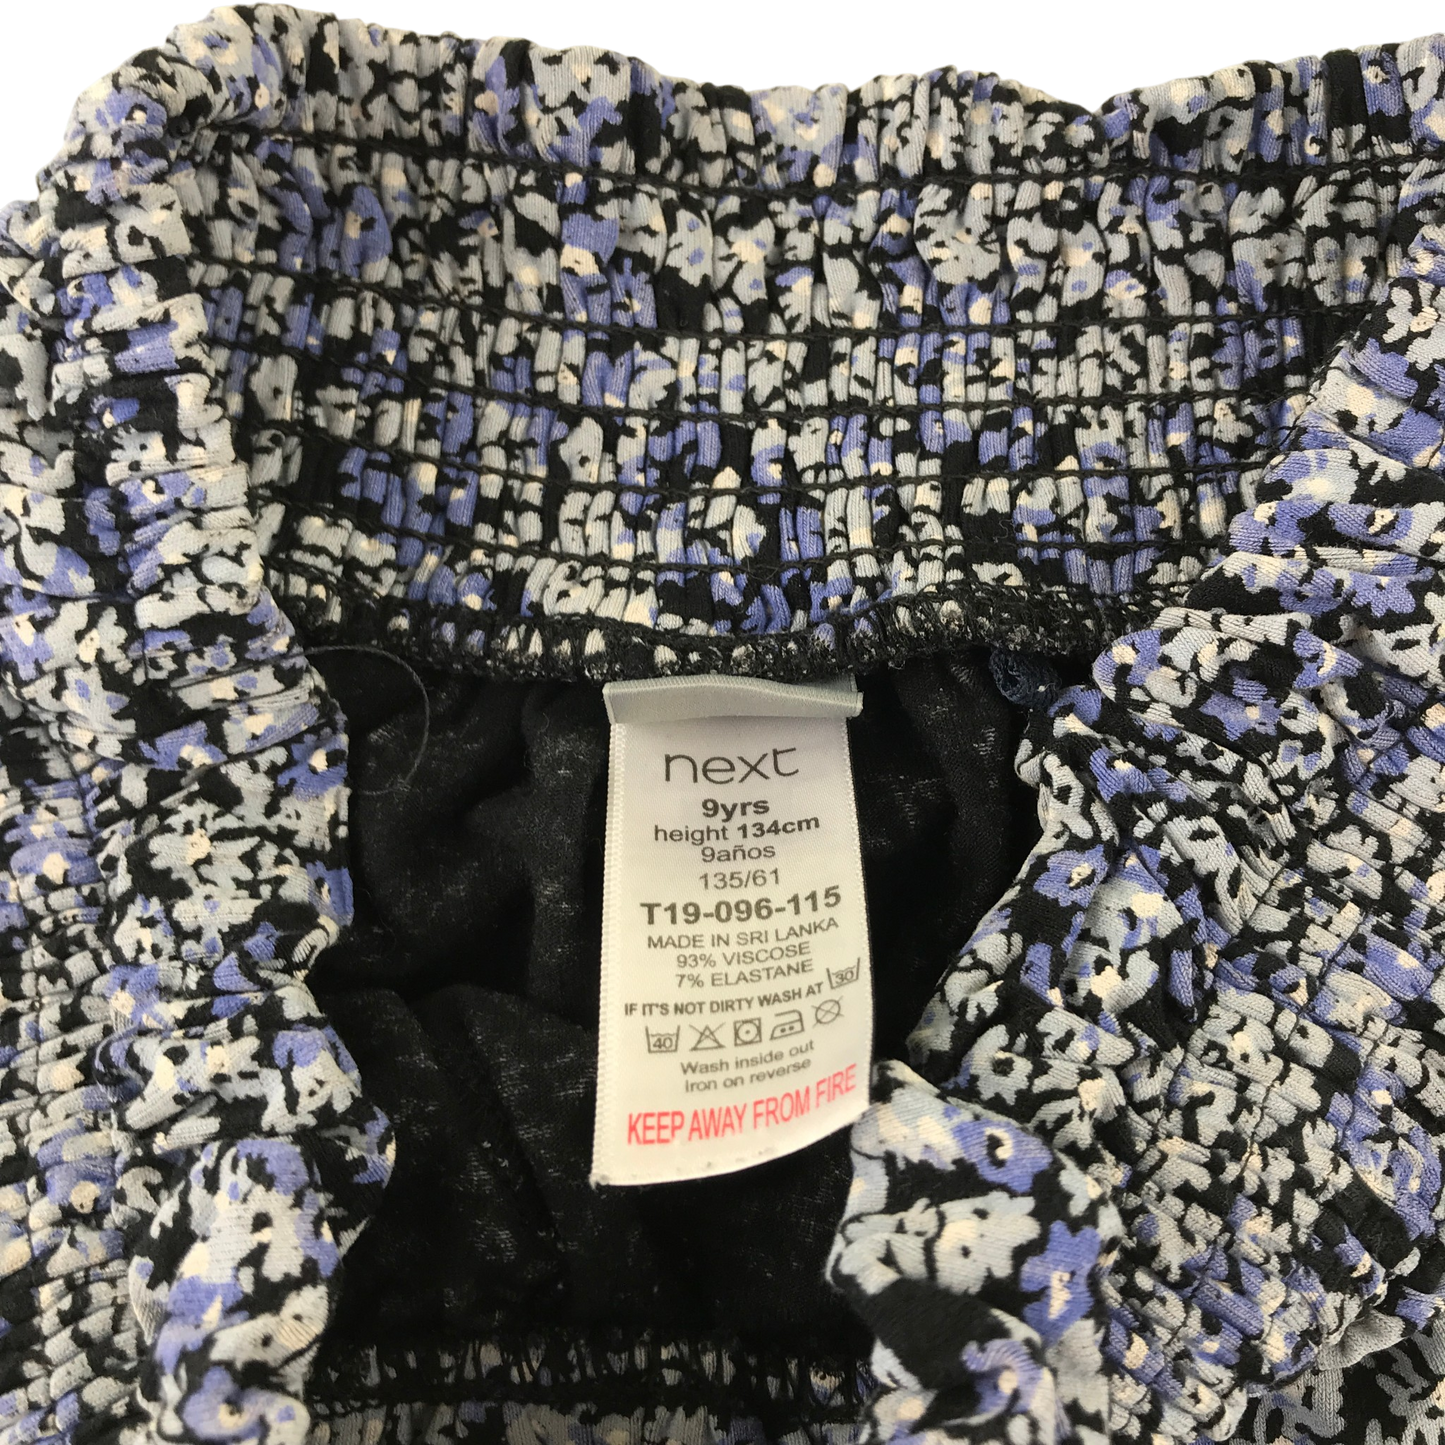 next
9yrs
height 134cm
9años
135/61
T19-096-115
MADE IN SRI LANKA
93% VISCOSE
7% ELASTANE
IF IT'S NOT DIRTY WASH AT 30
40
Wash inside out
Iron on reverse
KEEP AWAY FROM FIRE